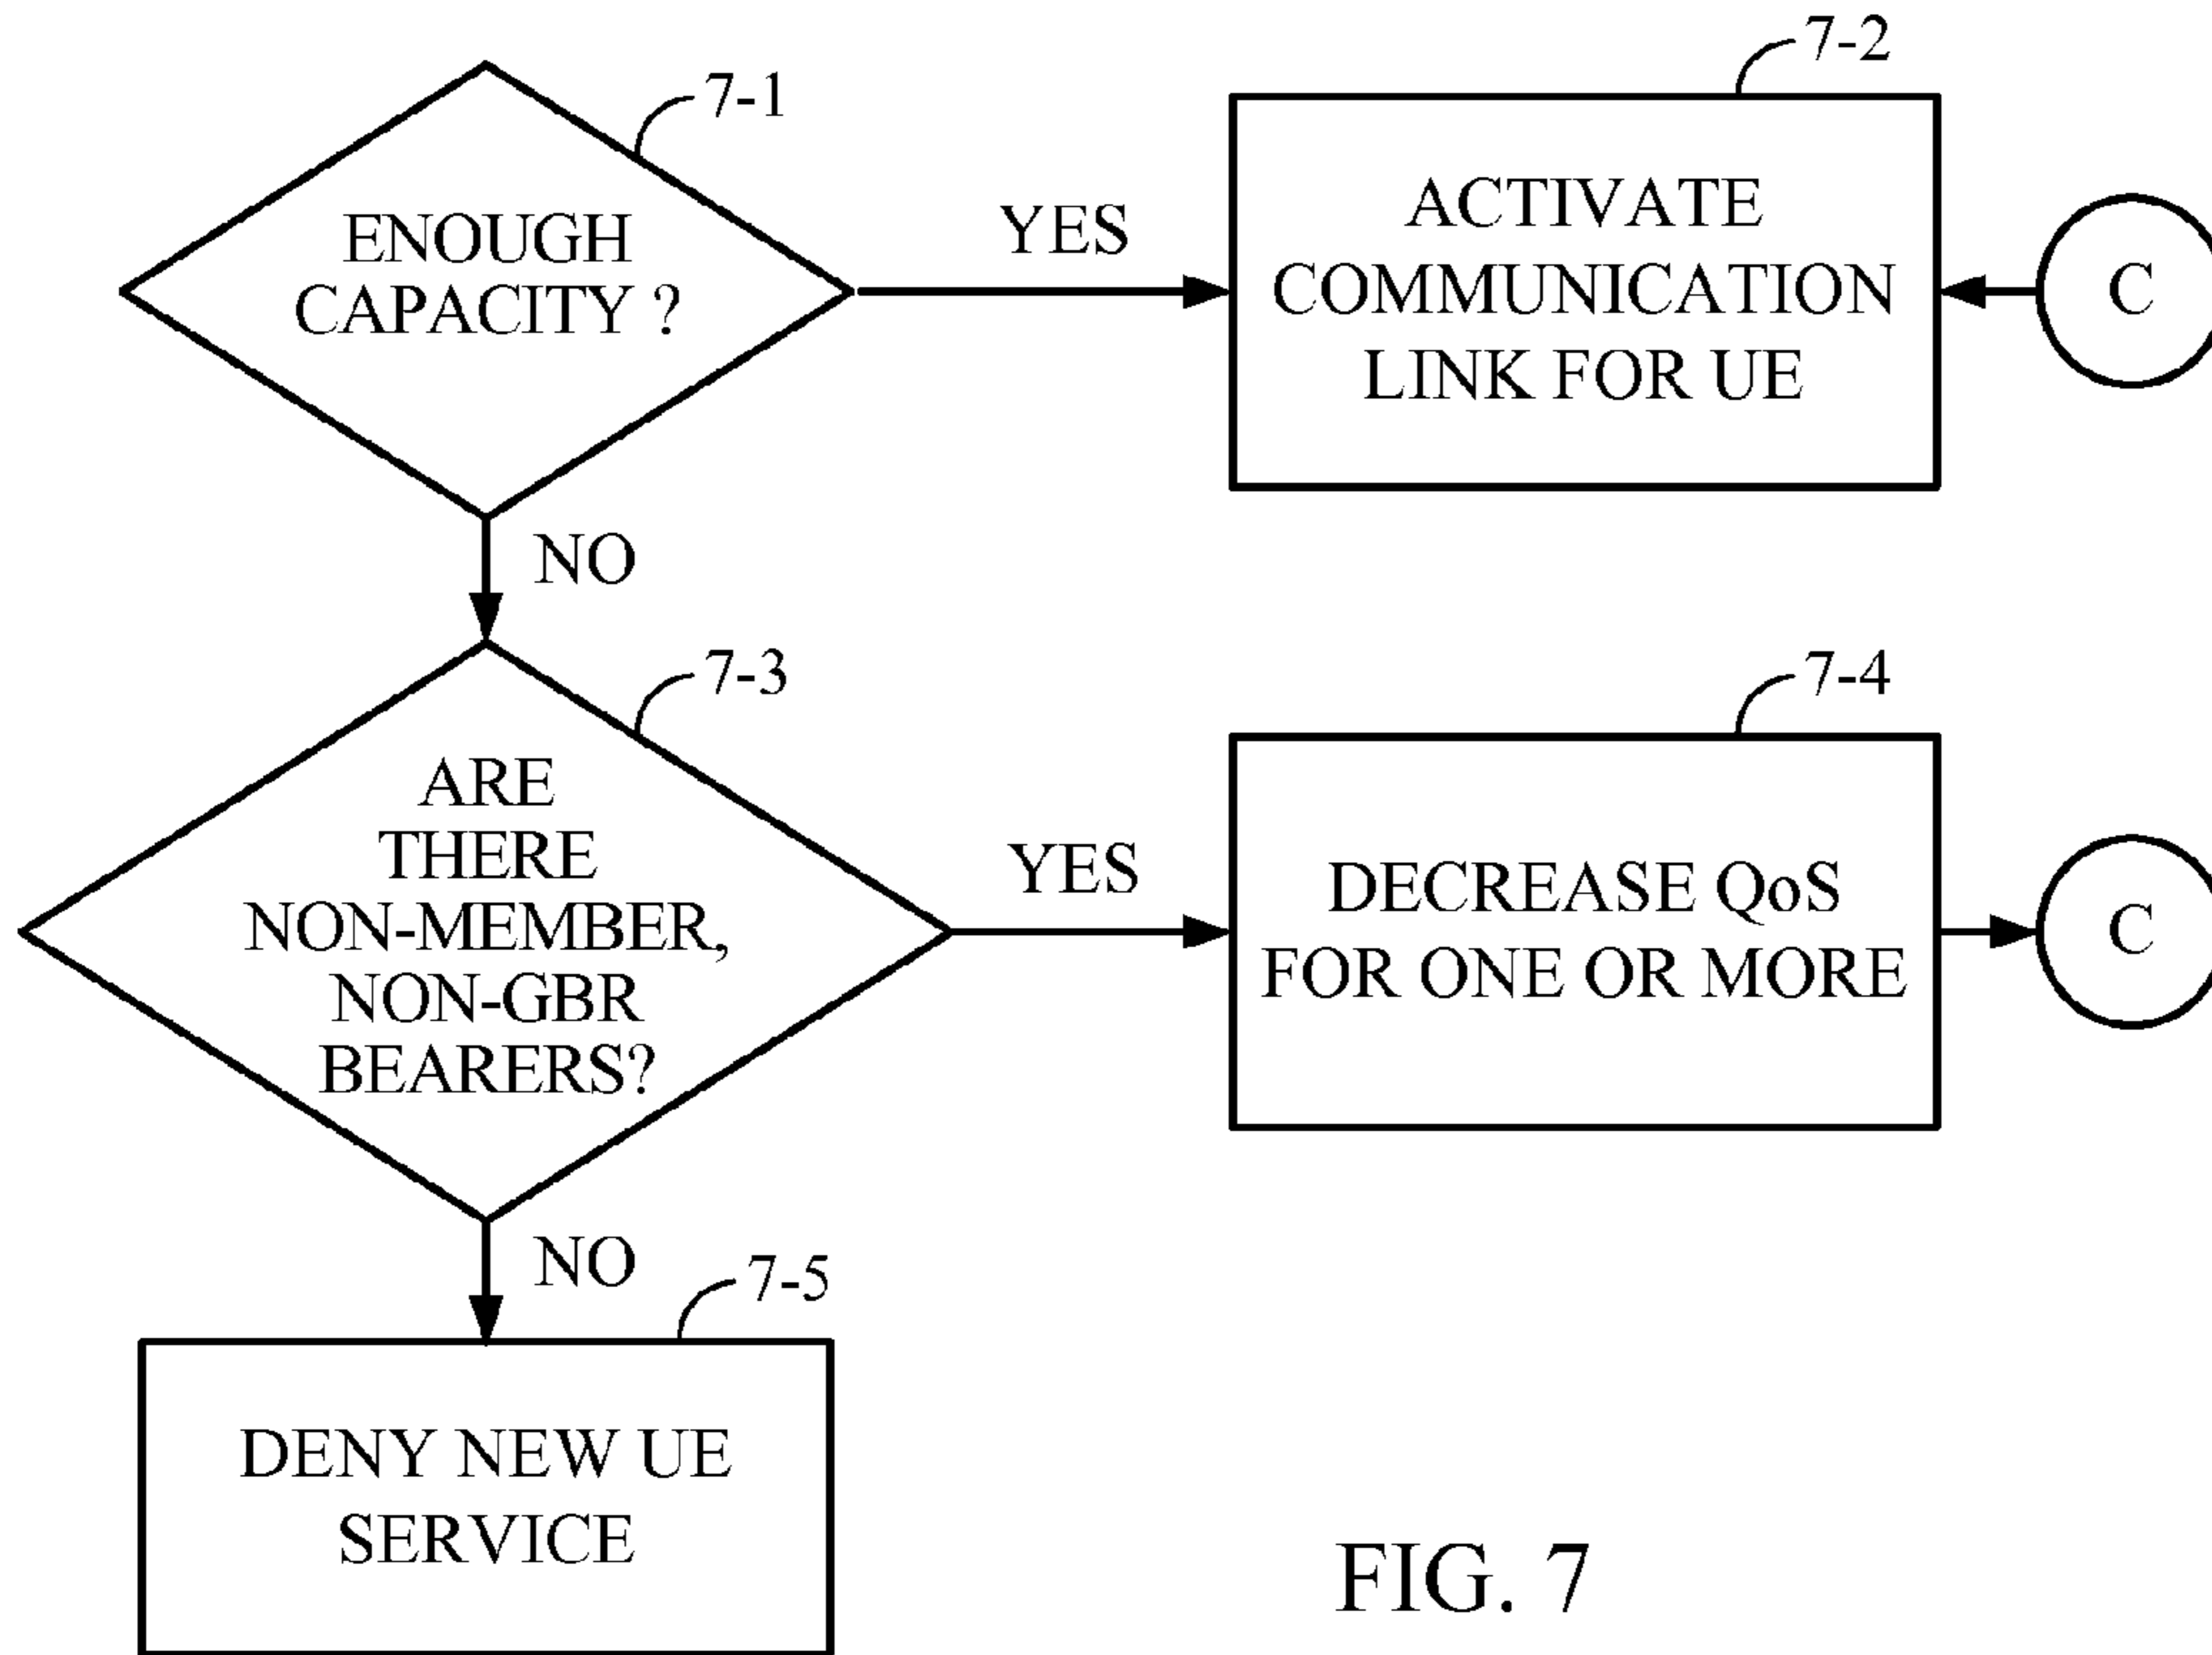 7-1
ENOUGH
CAPACITY ?
YES
7-2
ACTIVATE
COMMUNICATION
LINK FOR UE
C
NO
7-3
ARE
THERE
NON-MEMBER,
NON-GBR
BEARERS?
YES
7-4
DECREASE QoS
FOR ONE OR MORE
C
NO
7-5
DENY NEW UE
SERVICE
FIG. 7